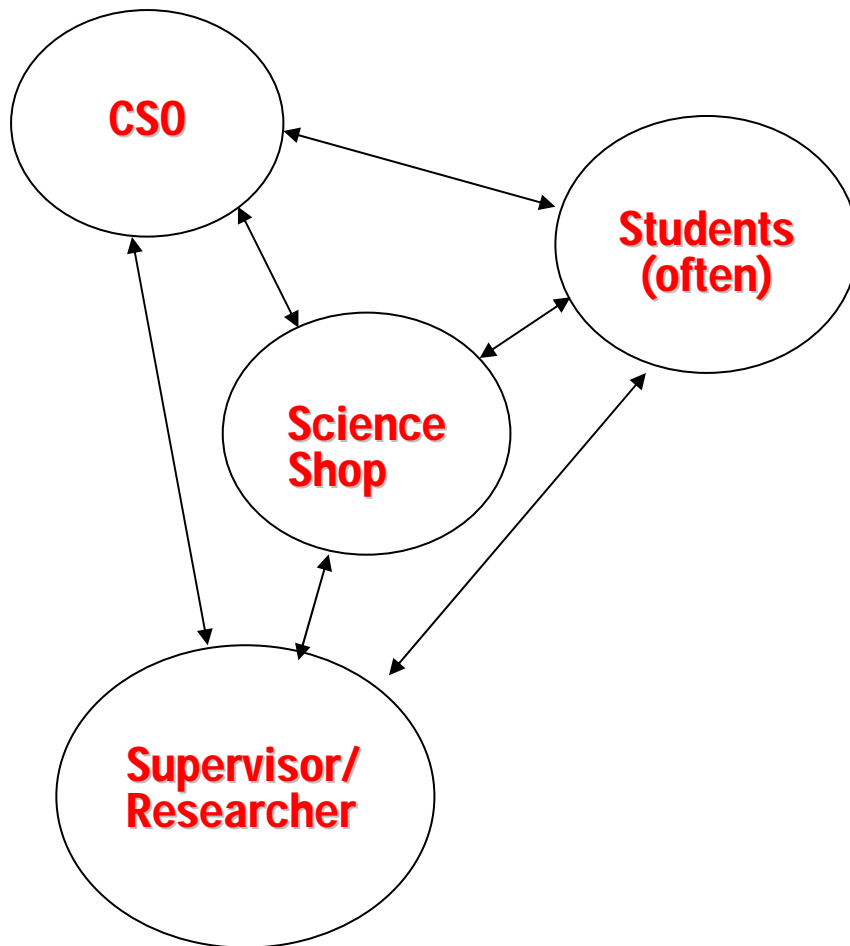 CSO
Students
(often)
Science
Shop
Supervisor/
Researcher